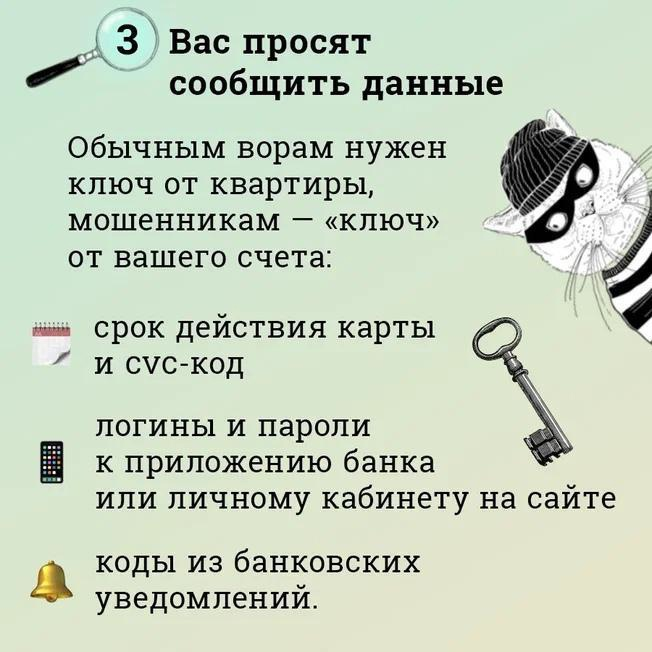 3 Вас просят
сообщить данные
Обычным ворам нужен
ключ от квартиры,
мошенникам — «ключ»
от вашего счета:
срок действия карты
и cvc-код
логины и пароли
к приложению банка
или личному кабинету на сайте
коды из банковских
уведомлений.